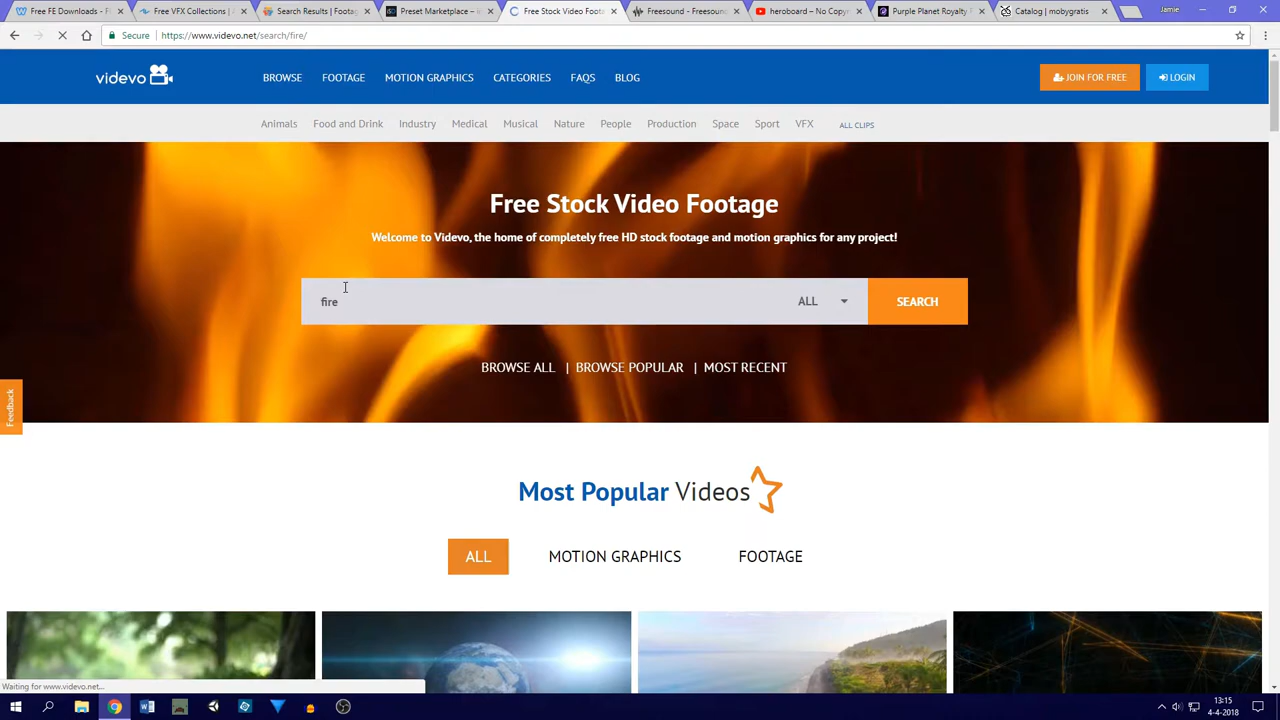 Free FE Downloads - F
Free VFX Collections | A
Search Results | Footag
Preset Marketplace – In
Free Stock Video Foota
Freesound - Freesoun
heroboard – No Copy
Purple Planet Royalty
Catalog | mobygratis
Jamie
Secure
https://www.videvo.net/search/fire/
videvo
BROWSE
FOOTAGE
MOTION GRAPHICS
CATEGORIES
FAQS
BLOG
JOIN FOR FREE
LOGIN
Animals
Food and Drink
Industry
Medical
Musical
Nature
People
Production
Space
Sport
VFX
ALL CLIPS
Free Stock Video Footage
Welcome to Videvo, the home of completely free HD stock footage and motion graphics for any project!
fire
ALL
SEARCH
BROWSE ALL | BROWSE POPULAR | MOST RECENT
Feedback
Most Popular Videos
ALL
MOTION GRAPHICS
FOOTAGE
Waiting for www.videvo.net...
13:15
4-4-2018